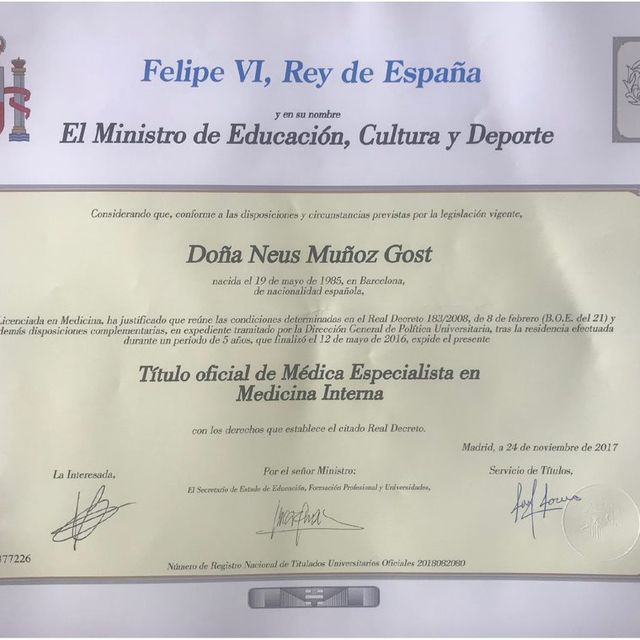 Felipe VI, Rey de España
y en su nombre
El Ministro de Educación, Cultura y Deporte
Considerando que, conforme a las disposiciones y circunstancias previstas por la legislación vigente,
Doña Neus Muñoz Gost
nacida el 19 de mayo de 1985, en Barcelona,
de nacionalidad española,
Licenciada en Medicina, ha justificado que reúne las condiciones determinadas en el Real Decreto 183/2008, de 8 de febrero (B.O.E. del 21) y
demás disposiciones complementarias, en expediente tramitado por la Dirección General de Política Universitaria, tras la residencia efectuada
durante un período de 5 años, que finalizó el 12 de mayo de 2016, expide el presente
Título oficial de Médica Especialista en
Medicina Interna
con los derechos que establece el citado Real Decreto.
Madrid, a 24 de noviembre de 2017
La Interesada,
Por el señor Ministro:
Servicio de Títulos,
El Secretario de Estado de Educación, Formación Profesional y Universidades,
377226
Número de Registro Nacional de Titulados Universitarios Oficiales 2018082080